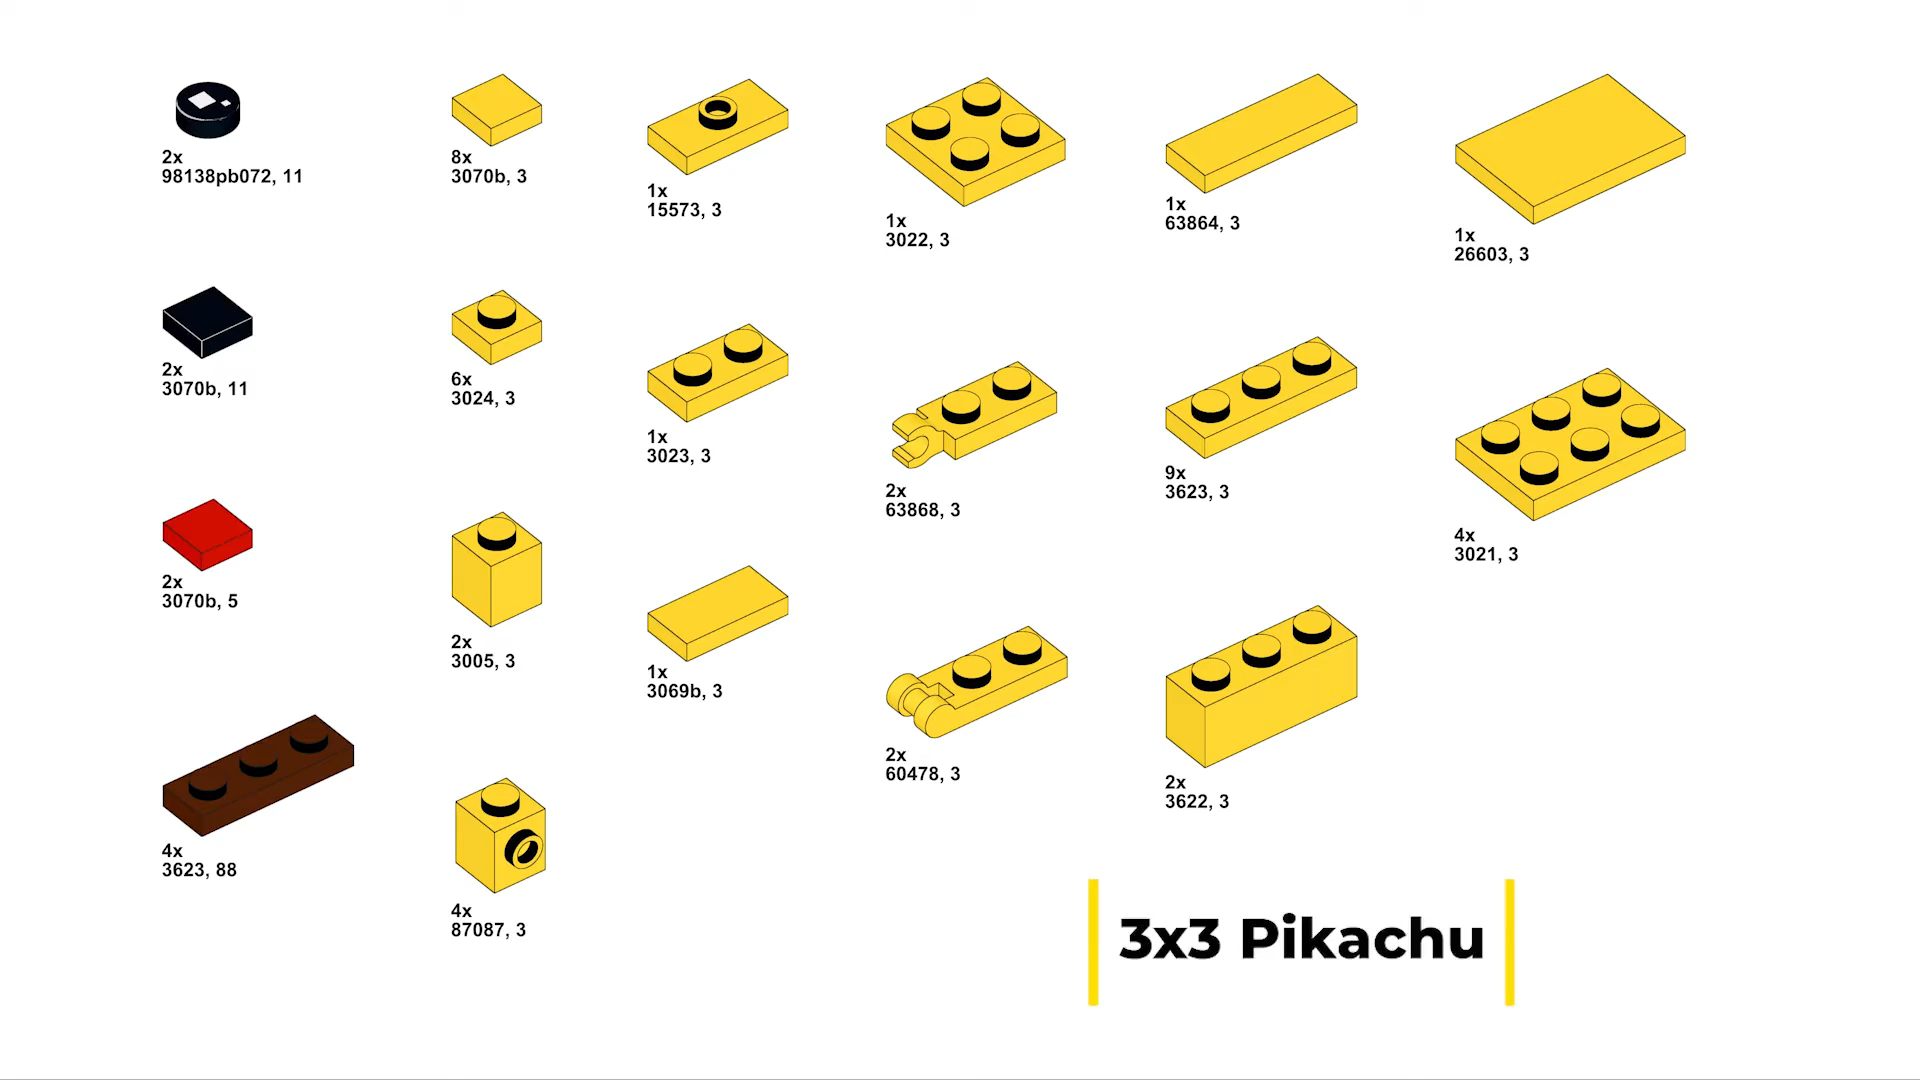 2x
98138pb072, 11
8x
3070b, 3
1x
15573, 3
1x
3022, 3
1x
63864, 3
1x
26603, 3
2x
3070b, 11
6x
3024, 3
1x
3023, 3
2x
63868, 3
9x
3623, 3
4x
3021, 3
2x
3070b, 5
2x
3005, 3
1x
3069b, 3
2x
60478, 3
2x
3622, 3
4x
3623, 88
4x
87087, 3
3x3 Pikachu